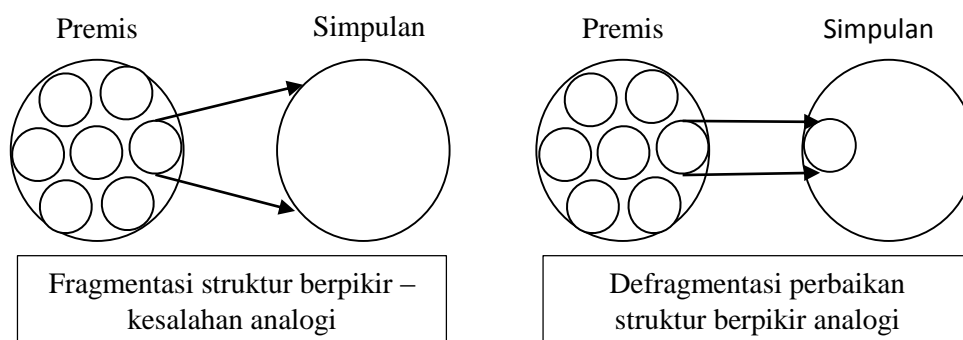 Premis
Simpulan
Premis
Simpulan
Fragmentasi struktur berpikir –
kesalahan analogi
Defragmentasi perbaikan
struktur berpikir analogi